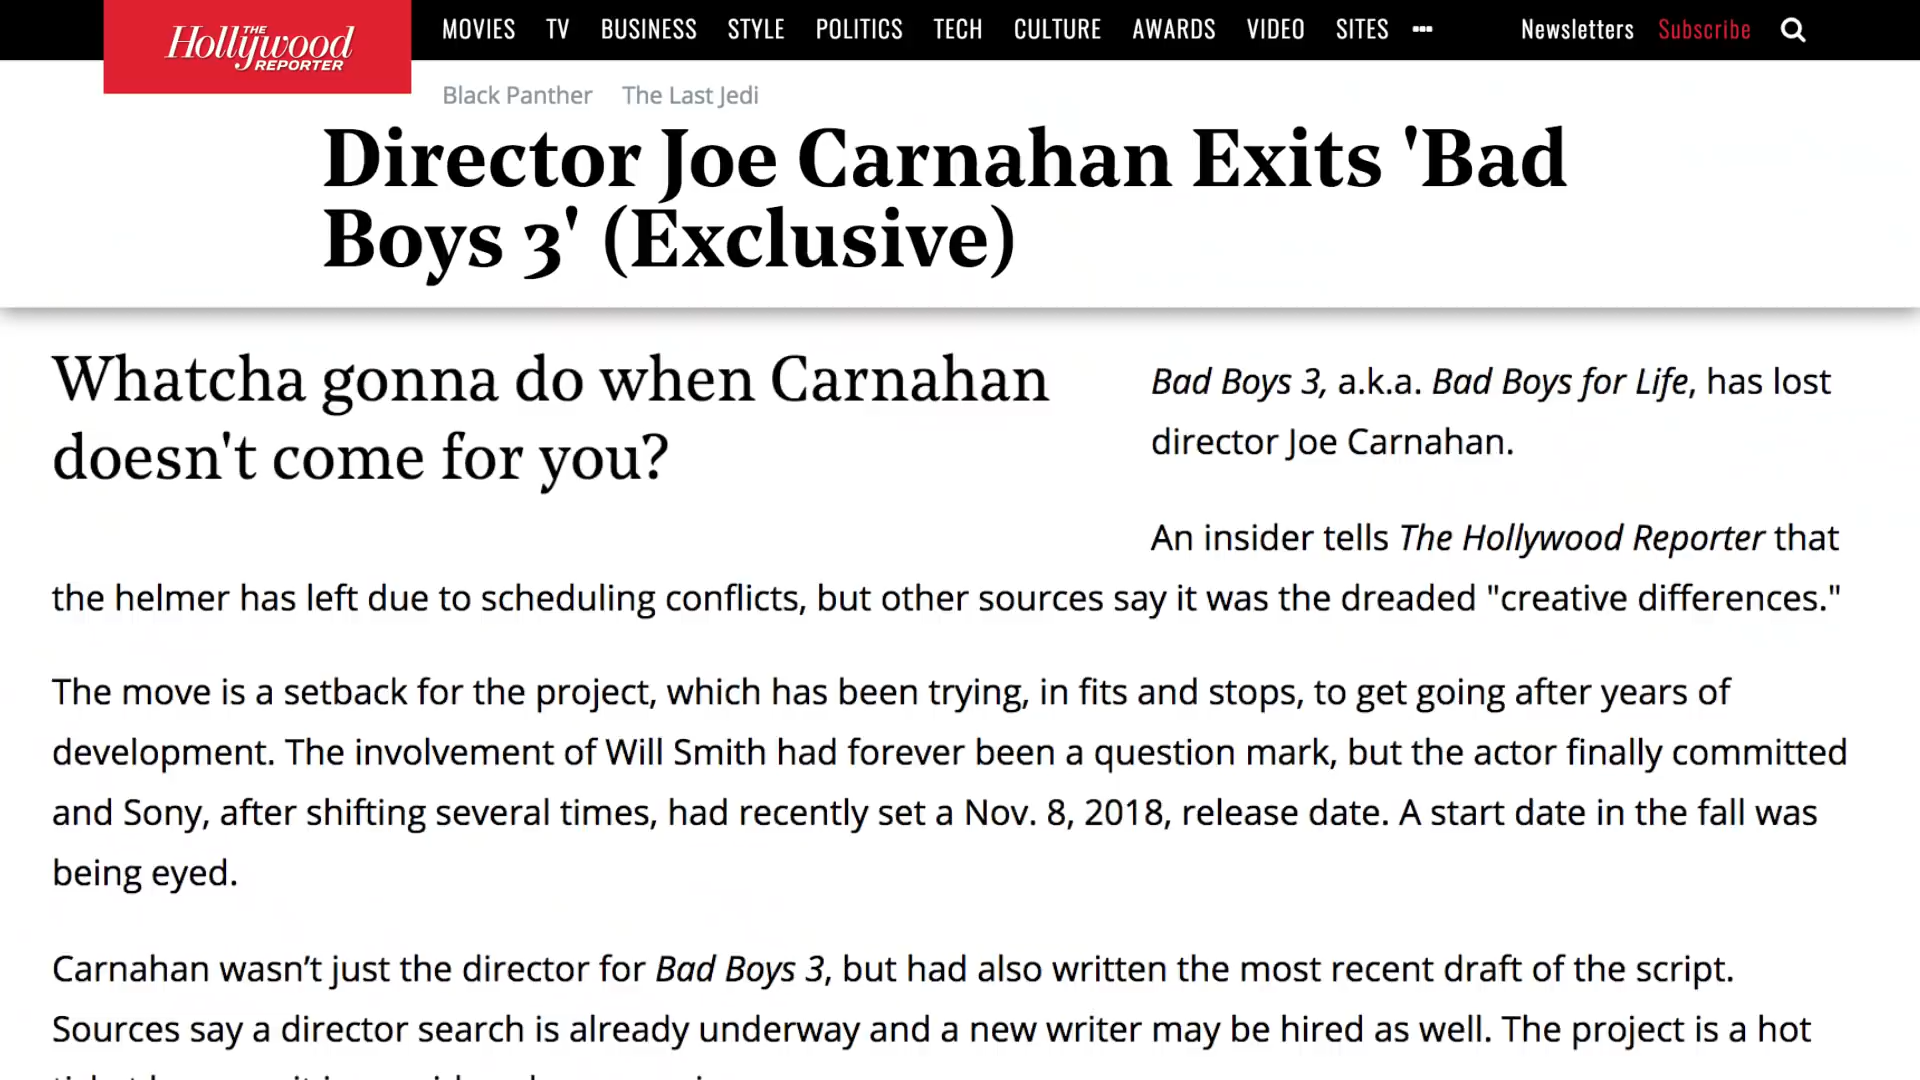 THE
Hollywood
REPORTER
MOVIES TV BUSINESS STYLE POLITICS TECH CULTURE AWARDS VIDEO SITES ••• Newsletters Subscribe
Black Panther The Last Jedi
Director Joe Carnahan Exits 'Bad
Boys 3' (Exclusive)
Whatcha gonna do when Carnahan
doesn't come for you?
Bad Boys 3, a.k.a. Bad Boys for Life, has lost
director Joe Carnahan.
An insider tells The Hollywood Reporter that
the helmer has left due to scheduling conflicts, but other sources say it was the dreaded "creative differences."
The move is a setback for the project, which has been trying, in fits and stops, to get going after years of
development. The involvement of Will Smith had forever been a question mark, but the actor finally committed
and Sony, after shifting several times, had recently set a Nov. 8, 2018, release date. A start date in the fall was
being eyed.
Carnahan wasn’t just the director for Bad Boys 3, but had also written the most recent draft of the script.
Sources say a director search is already underway and a new writer may be hired as well. The project is a hot